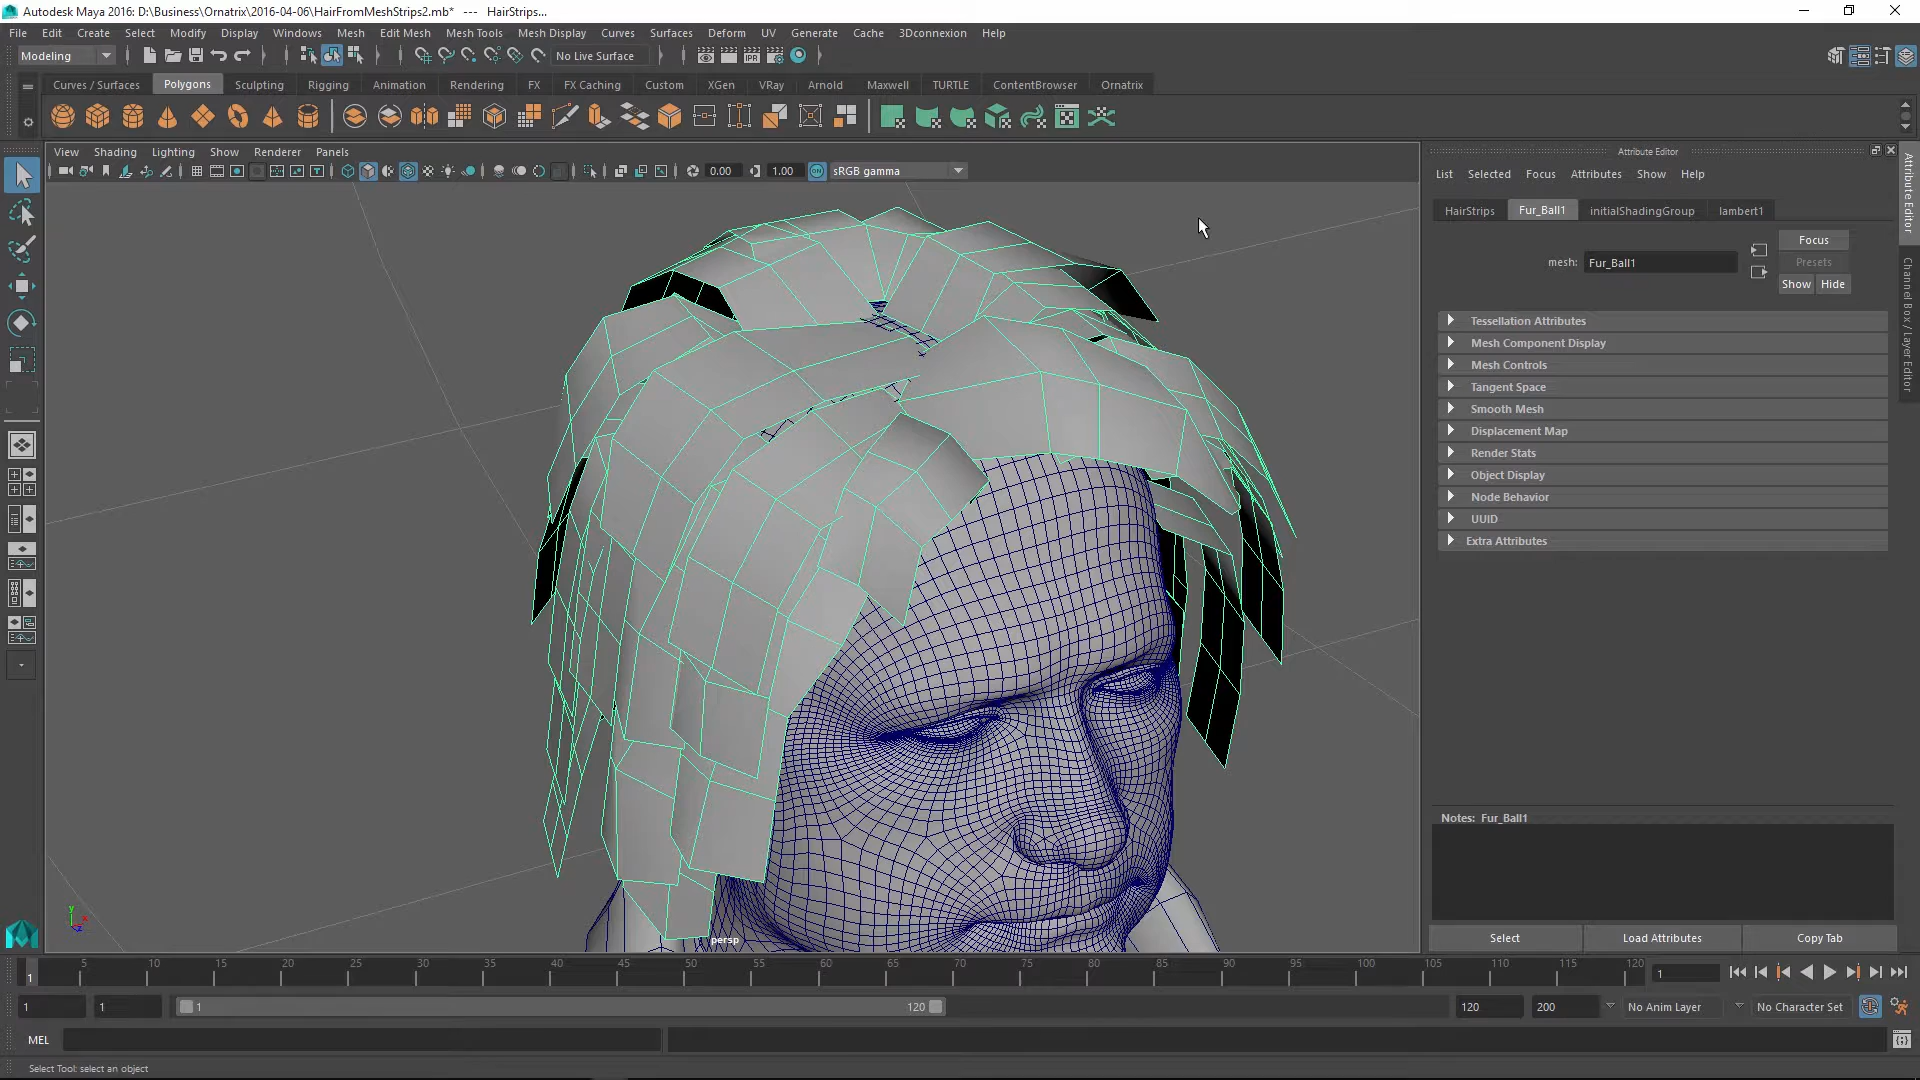 Autodesk Maya 2016: D:\Business\Ornatrix\2016-04-06\HairFromMeshStrips2.mb* --- HairStrips...
File Edit Create Select Modify Display Windows Mesh Edit Mesh Mesh Tools Mesh Display Curves Surfaces Deform UV Generate Cache 3Dconnexion Help
Modeling No Live Surface
Curves / Surfaces Polygons Sculpting Rigging Animation Rendering FX FX Caching Custom XGen VRay Arnold Maxwell TURTLE ContentBrowser Ornatrix
View Shading Lighting Show Renderer Panels
0.00 1.00 sRGB gamma
persp
Attribute Editor
List Selected Focus Attributes Show Help
HairStrips Fur_Ball1 initialShadingGroup lambert1
Focus
mesh: Fur_Ball1
Presets
Show Hide
Tessellation Attributes
Mesh Component Display
Mesh Controls
Tangent Space
Smooth Mesh
Displacement Map
Render Stats
Object Display
Node Behavior
UUID
Extra Attributes
Notes: Fur_Ball1
Select Load Attributes Copy Tab
Attribute Editor
Channel Box / Layer Editor
1 5 10 15 20 25 30 35 40 45 50 55 60 65 70 75 80 85 90 95 100 105 110 115 120
1
1 1 1 120 120 200 No Anim Layer No Character Set
MEL
Select Tool: select an object